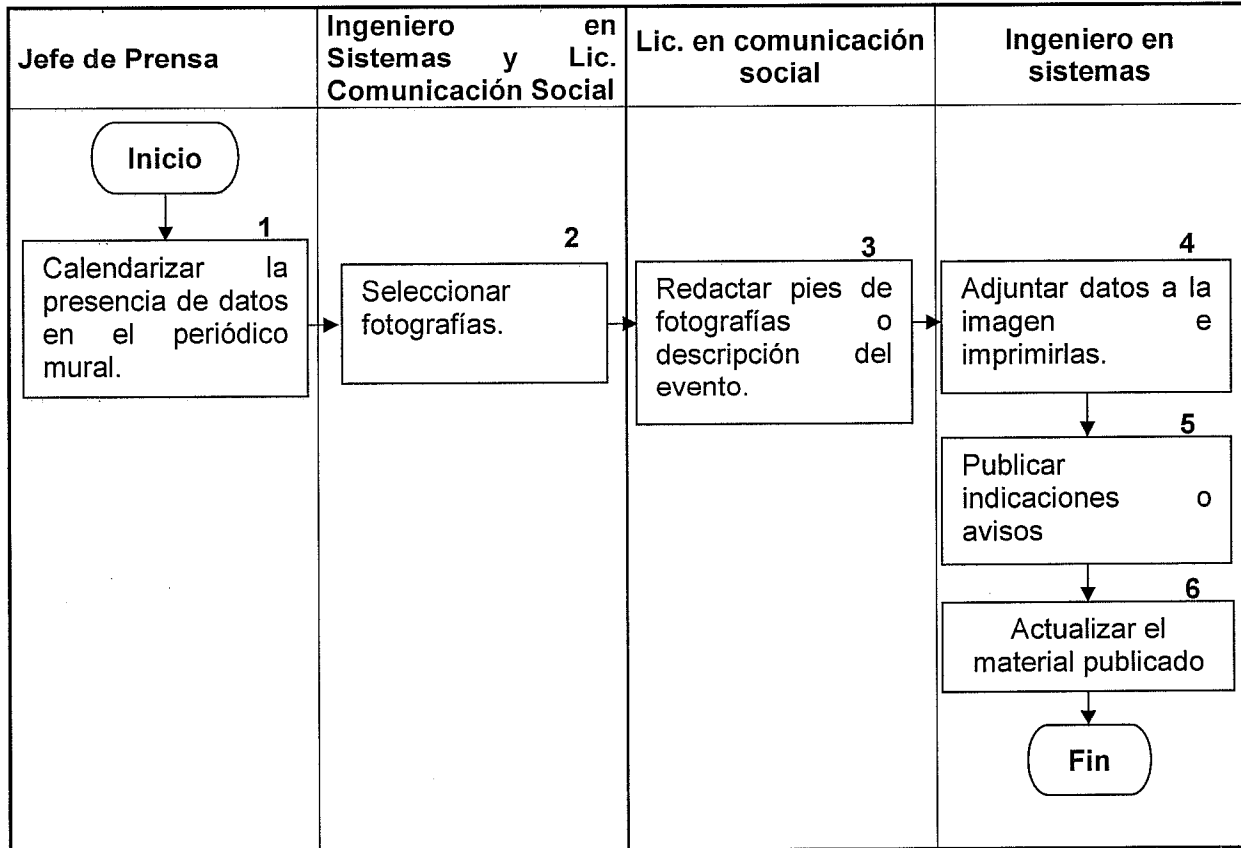 Jefe de Prensa
Ingeniero en
Sistemas y Lic.
Comunicación Social
Lic. en comunicación
social
Ingeniero en
sistemas
Inicio
1
Calendarizar la
presencia de datos
en el periódico
mural.
2
Seleccionar
fotografías.
3
Redactar pies de
fotografías o
descripción del
evento.
4
Adjuntar datos a la
imagen e
imprimirlas.
5
Publicar
indicaciones o
avisos
6
Actualizar el
material publicado
Fin